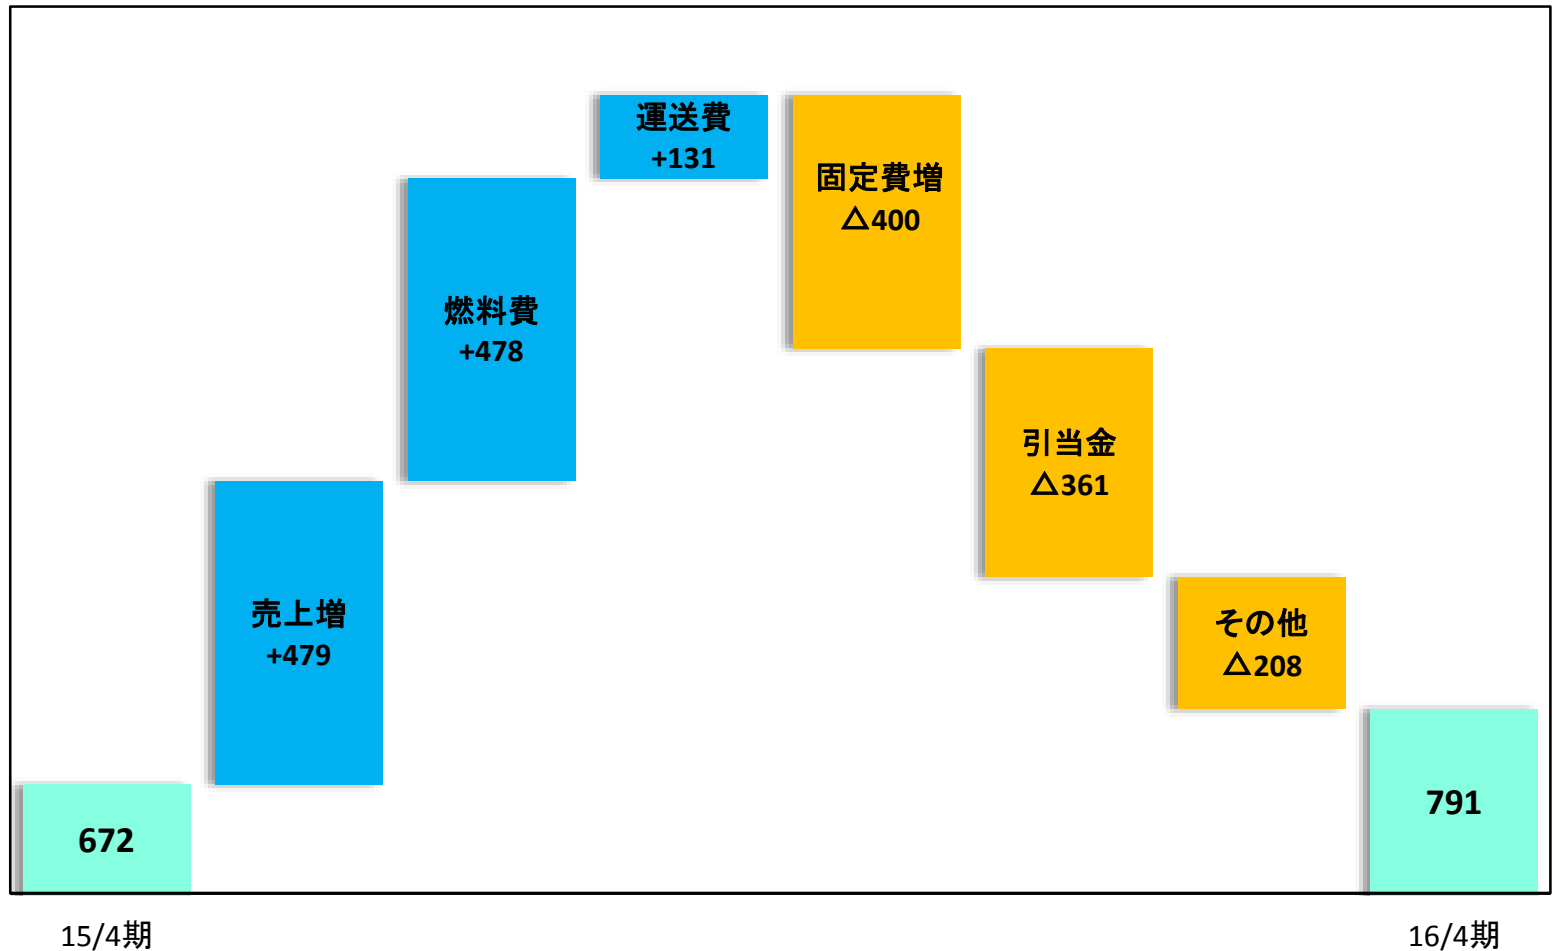 運送費
+131
固定費増
△400
燃料費
+478
引当金
△361
売上増
+479
その他
△208
672
791
15/4期
16/4期